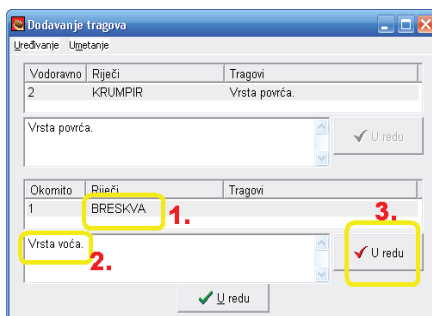 Dodavanje tragova
Uređivanje Umetanje
Vodoravno Riječi Tragovi
2 KRUMPIR Vrsta povrća.
Vrsta povrća.
U redu
Okomito Riječi Tragovi
1 BRESKVA
1.
3.
Vrsta voća.
2.
U redu
U redu